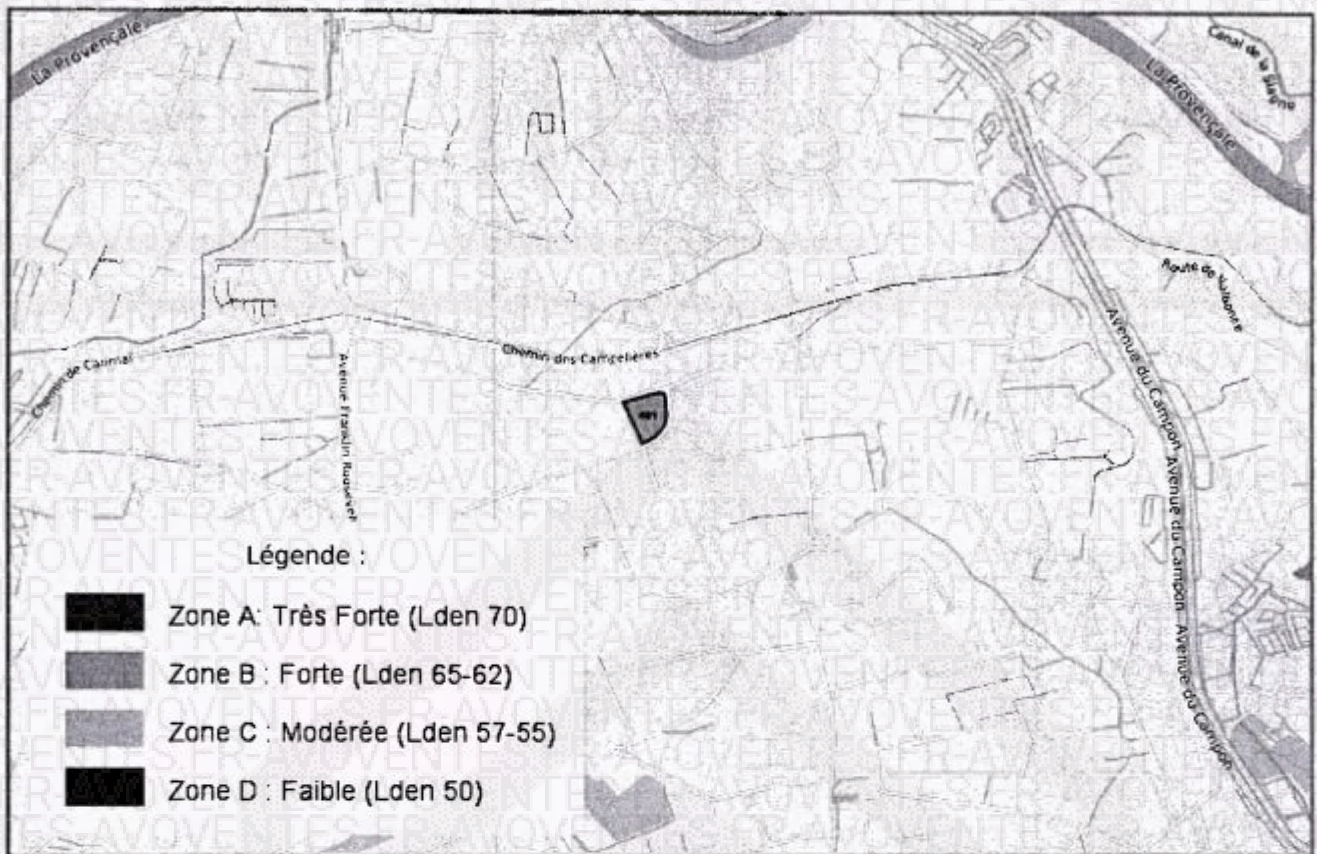 La Provençale
Canal de la Siagne
La Provençale
Route de Valbonne
Avenue du Campon
Chemin des Campelières
Chemin de Carimai
Avenue Franklin Roosevelt
Avenue du Campon
Avenue du Campon
Légende :
Zone A: Très Forte (Lden 70)
Zone B : Forte (Lden 65-62)
Zone C : Modérée (Lden 57-55)
Zone D : Faible (Lden 50)
AVOVENTES.FR